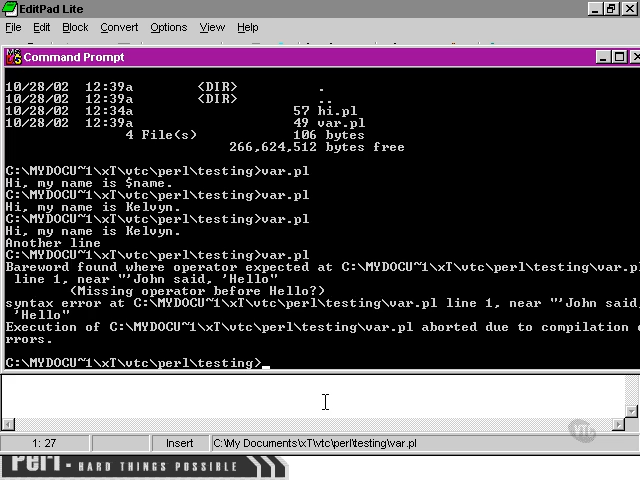 EditPad Lite
File Edit Block Convert Options View Help
Command Prompt
10/28/02 12:39a <DIR> .
10/28/02 12:39a <DIR> ..
10/28/02 12:34a 57 hi.pl
10/28/02 12:39a 49 var.pl
4 File(s) 106 bytes
266,624,512 bytes free
C:\MYDOCU~1\xT\vtc\perl\testing>var.pl
Hi, my name is $name.
C:\MYDOCU~1\xT\vtc\perl\testing>var.pl
Hi, my name is Kelvyn.
C:\MYDOCU~1\xT\vtc\perl\testing>var.pl
Hi, my name is Kelvyn.
Another line
C:\MYDOCU~1\xT\vtc\perl\testing>var.pl
Bareword found where operator expected at C:\MYDOCU~1\xT\vtc\perl\testing\var.pl
line 1, near "'John said, 'Hello"
(Missing operator before Hello?)
syntax error at C:\MYDOCU~1\xT\vtc\perl\testing\var.pl line 1, near "'John said,
'Hello"
Execution of C:\MYDOCU~1\xT\vtc\perl\testing\var.pl aborted due to compilation e
rrors.
C:\MYDOCU~1\xT\vtc\perl\testing>
VTC
1: 27 Insert C:\My Documents\xT\vtc\perl\testing\var.pl
Perl - HARD THINGS POSSIBLE